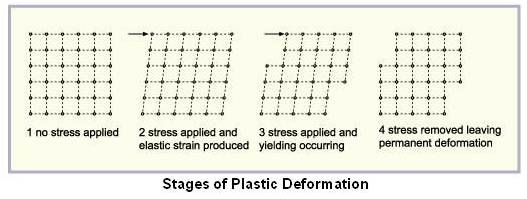 1 no stress applied
2 stress applied and
elastic strain produced
3 stress applied and
yielding occurring
4 stress removed leaving
permanent deformation
Stages of Plastic Deformation